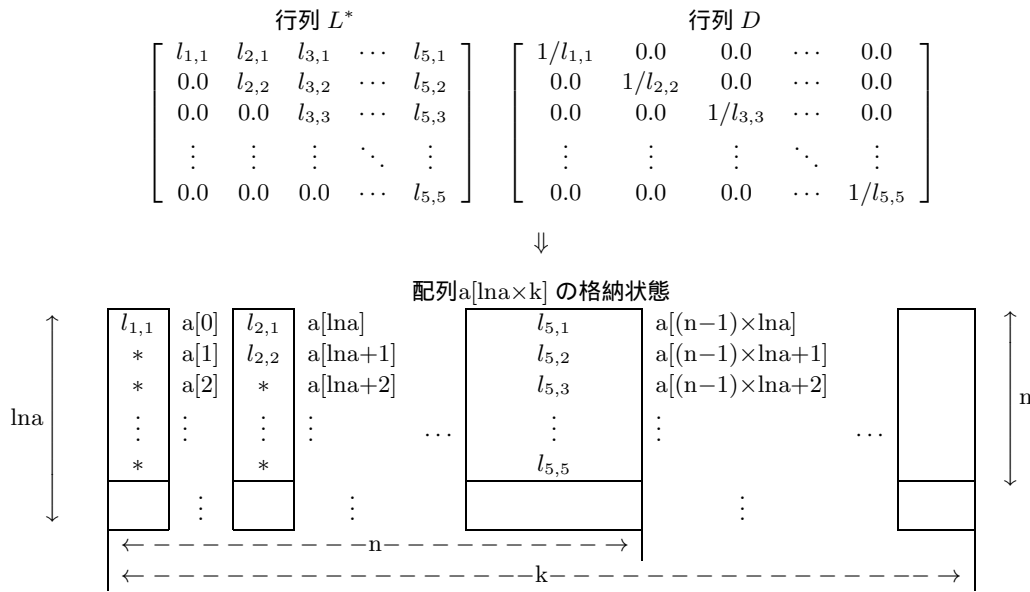 行列 L* 行列 D
l1,1 l2,1 l3,1 ⋯ l5,1 1/l1,1 0.0 0.0 ⋯ 0.0
0.0 l2,2 l3,2 ⋯ l5,2 0.0 1/l2,2 0.0 ⋯ 0.0
0.0 0.0 l3,3 ⋯ l5,3 0.0 0.0 1/l3,3 ⋯ 0.0
⋮ ⋮ ⋮ ⋱ ⋮ ⋮ ⋮ ⋮ ⋱ ⋮
0.0 0.0 0.0 ⋯ l5,5 0.0 0.0 0.0 ⋯ 1/l5,5
⇓
配列a[lna×k] の格納状態
l1,1 a[0] l2,1 a[lna] l5,1 a[(n−1)×lna]
* a[1] l2,2 a[lna+1] l5,2 a[(n−1)×lna+1]
* a[2] * a[lna+2] l5,3 a[(n−1)×lna+2]
lna ⋮ ⋮ ⋮ ⋮ ⋯ ⋮ ⋮ ⋯ n
* * l5,5
⋮ ⋮ ⋮
n
k